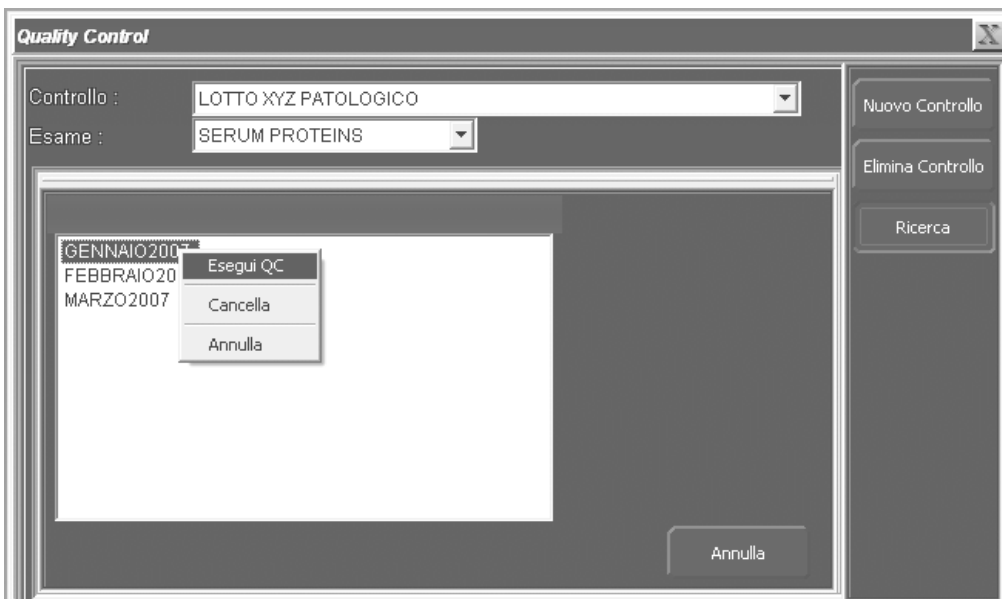 Quality Control
X
Controllo : LOTTO XYZ PATOLOGICO
Esame : SERUM PROTEINS
Nuovo Controllo
Elimina Controllo
Ricerca
GENNAIO2007
FEBBRAIO20
MARZO2007
Esegui QC
Cancella
Annulla
Annulla